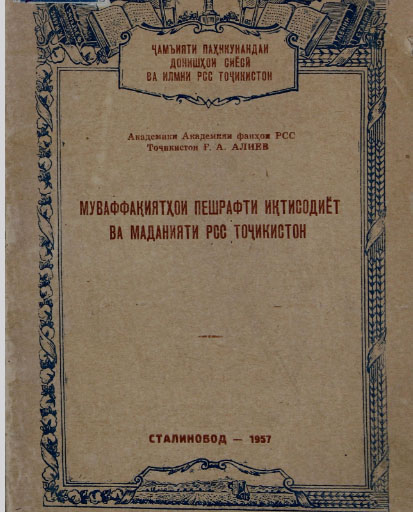 ҶАМЪИЯТИ ПАҲНКУНАНДАИ
ДОНИШҲОИ СИЁСӢ
ВА ИЛМИИ РСС ТОҶИКИСТОН
Академики Академияи фанҳои РСС
Тоҷикистон Ғ. А. АЛИЕВ
МУВАФФАҚИЯТҲОИ ПЕШРАФТИ ИҚТИСОДИЁТ
ВА МАДАНИЯТИ РСС ТОҶИКИСТОН
СТАЛИНОБОД — 1957